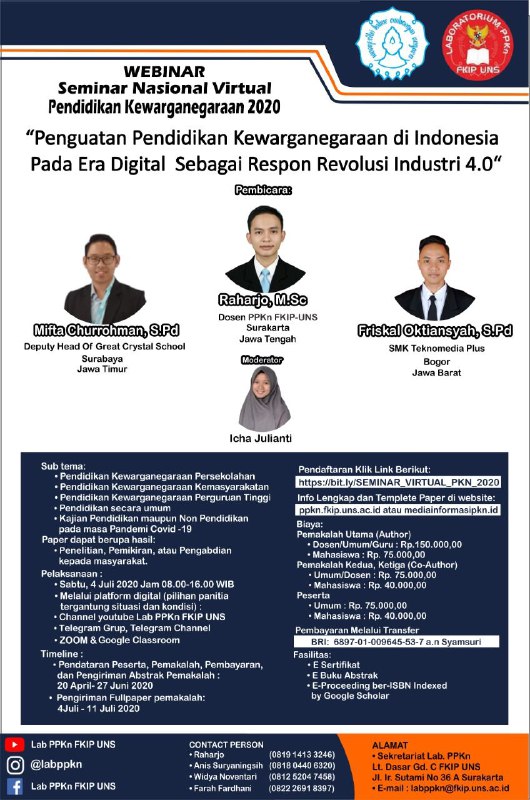 LABORATORIUM-PPKn
FKIP UNS
WEBINAR
Seminar Nasional Virtual
Pendidikan Kewarganegaraan 2020
“Penguatan Pendidikan Kewarganegaraan di Indonesia
Pada Era Digital Sebagai Respon Revolusi Industri 4.0“
Pembicara:
Mifta Churrohman, S.Pd
Deputy Head Of Great Crystal School
Surabaya
Jawa Timur
Raharjo, M.Sc
Dosen PPKn FKIP-UNS
Surakarta
Jawa Tengah
Friskal Oktiansyah, S.Pd
SMK Teknomedia Plus
Bogor
Jawa Barat
Moderator
Icha Julianti
Sub tema:
• Pendidikan Kewarganegaraan Persekolahan
• Pendidikan Kewarganegaraan Kemasyarakatan
• Pendidikan Kewarganegaraan Perguruan Tinggi
• Pendidikan secara umum
• Kajian Pendidikan maupun Non Pendidikan
pada masa Pandemi Covid -19
Paper dapat berupa hasil:
• Penelitian, Pemikiran, atau Pengabdian
kepada masyarakat.
Pelaksanaan :
• Sabtu, 4 Juli 2020 Jam 08.00-16.00 WIB
• Melalui platform digital (pilihan panitia
tergantung situasi dan kondisi) :
• Channel youtube Lab PPKn FKIP UNS
• Telegram Grup, Telegram Channel
• ZOOM & Google Classroom
Timeline :
• Pendataran Peserta, Pemakalah, Pembayaran,
dan Pengiriman Abstrak Pemakalah :
20 April- 27 Juni 2020
• Pengiriman Fullpaper pemakalah:
4Juli - 11 Juli 2020
Pendaftaran Klik Link Berikut:
https://bit.ly/SEMINAR_VIRTUAL_PKN_2020
Info Lengkap dan Templete Paper di website:
ppkn.fkip.uns.ac.id atau mediainformasipkn.id
Biaya:
Pemakalah Utama (Author)
• Dosen/Umum/Guru : Rp.150.000,00
• Mahasiswa : Rp. 75.000,00
Pemakalah Kedua, Ketiga (Co-Author)
• Umum/Dosen : Rp. 75.000,00
• Mahasiswa : Rp. 40.000,00
Peserta
• Umum : Rp. 75.000,00
• Mahasiswa : Rp. 40.000,00
Pembayaran Melalui Transfer
BRI: 6897-01-009645-53-7 a.n Syamsuri
Fasilitas:
• E Sertifikat
• E Buku Abstrak
• E-Proceeding ber-ISBN Indexed
by Google Scholar
Lab PPKn FKIP UNS
@labppkn
Lab PPKn FKIP UNS
CONTACT PERSON
• Raharjo (0819 1413 3246)
• Anis Suryaningsih (0818 0440 6320)
• Widya Noventari (0812 5204 7458)
• Farah Fardhani (0822 2691 8397)
ALAMAT
• Sekretariat Lab. PPKn
Lt. Dasar Gd. C FKIP UNS
Jl. Ir. Sutami No 36 A Surakarta
• E-mail : labppkn@fkip.uns.ac.id